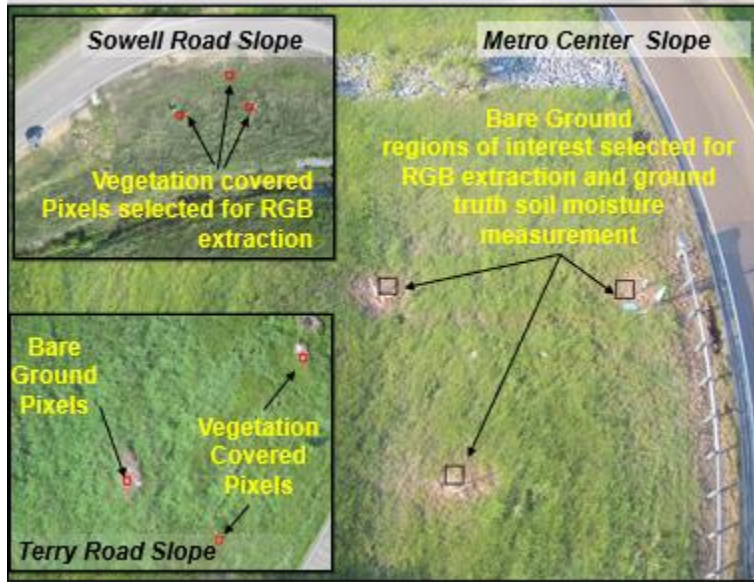 Sowell Road Slope
Vegetation covered
Pixels selected for RGB
extraction
Metro Center  Slope
Bare Ground
regions of interest selected for
RGB extraction and ground
truth soil moisture
measurement
Bare
Ground
Pixels
Vegetation
Covered
Pixels
Terry Road Slope